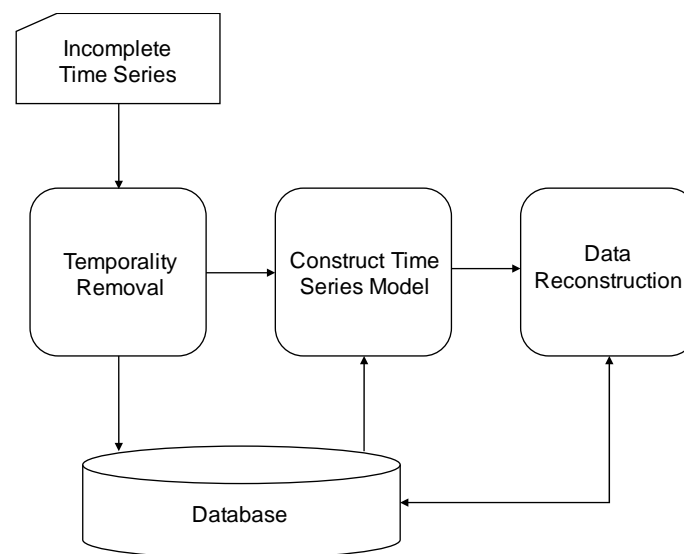 Incomplete
Time Series
Temporality
Removal
Construct Time
Series Model
Data
Reconstruction
Database